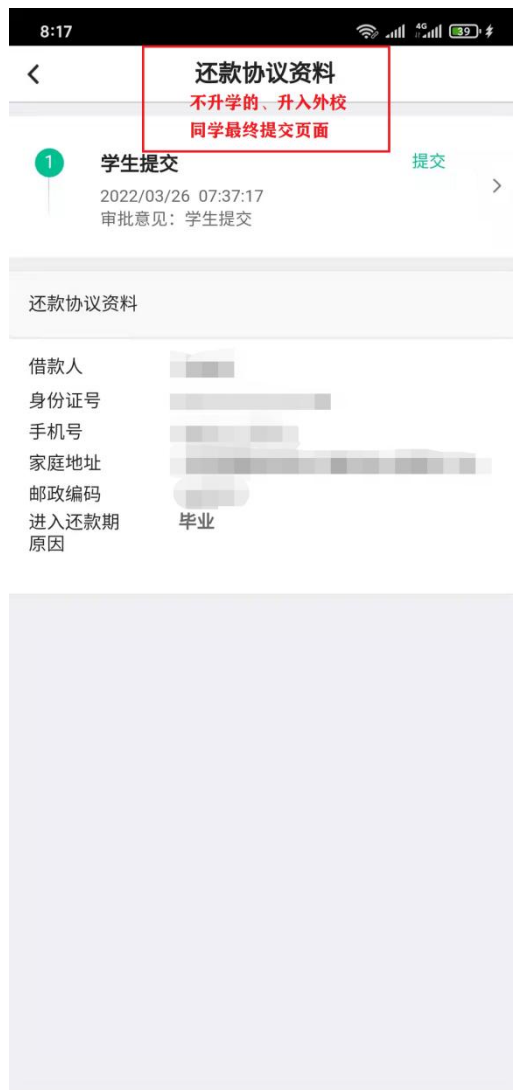 8:17
4G
39
还款协议资料
不升学的、升入外校
同学最终提交页面
1
学生提交
提交
2022/03/26 07:37:17
审批意见：学生提交
还款协议资料
借款人
身份证号
手机号
家庭地址
邮政编码
进入还款期
原因
毕业